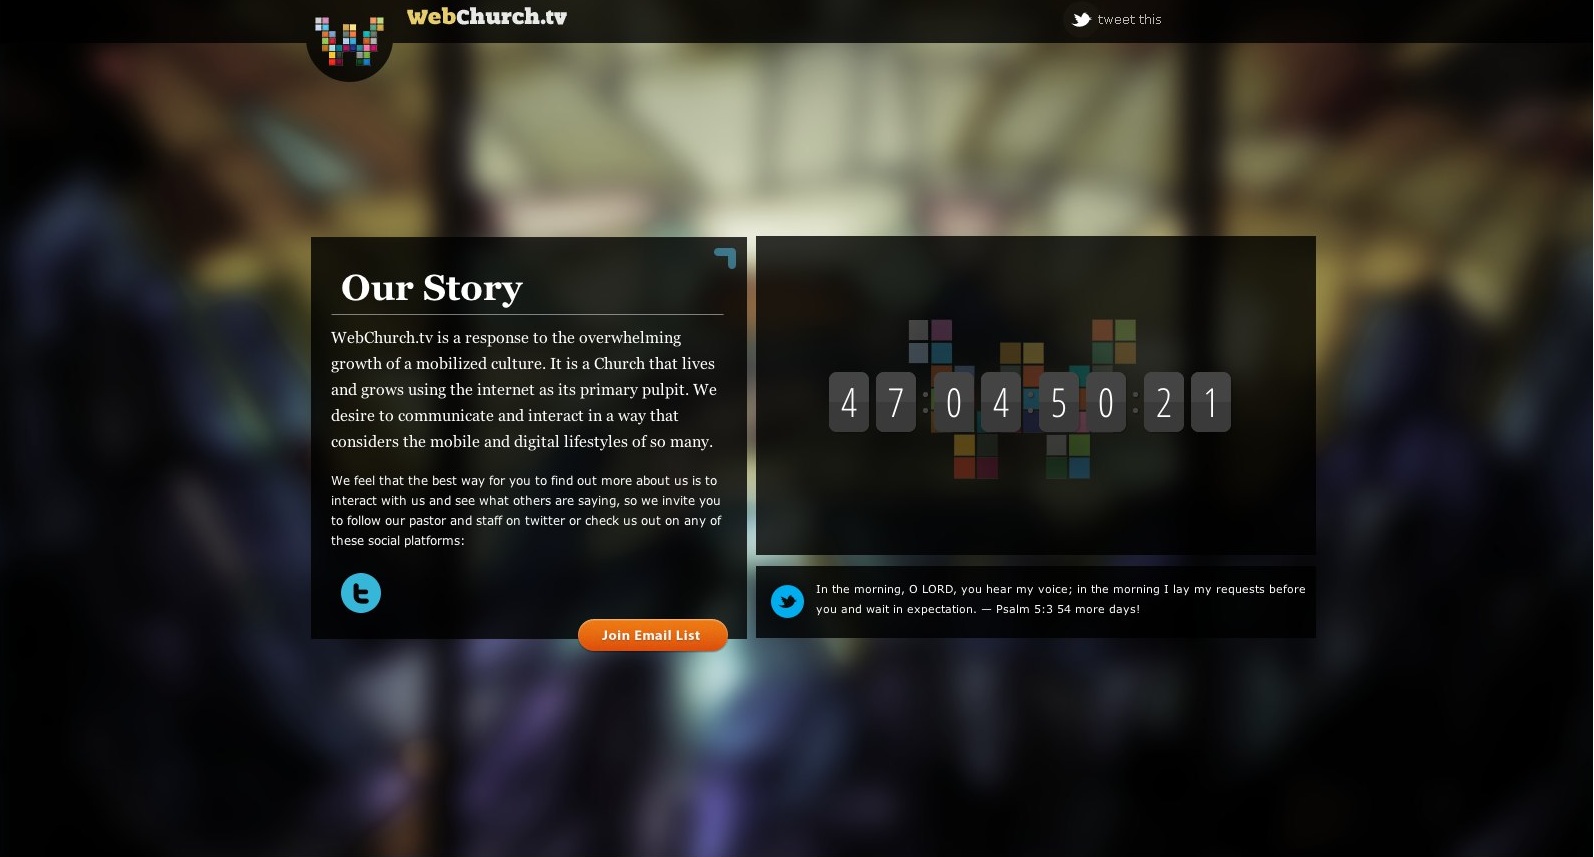 WebChurch.tv
tweet this
Our Story
WebChurch.tv is a response to the overwhelming
growth of a mobilized culture. It is a Church that lives
and grows using the internet as its primary pulpit. We
desire to communicate and interact in a way that
considers the mobile and digital lifestyles of so many.
We feel that the best way for you to find out more about us is to
interact with us and see what others are saying, so we invite you
to follow our pastor and staff on twitter or check us out on any of
these social platforms:
Join Email List
47:04:50:21
In the morning, O LORD, you hear my voice; in the morning I lay my requests before
you and wait in expectation. — Psalm 5:3 54 more days!